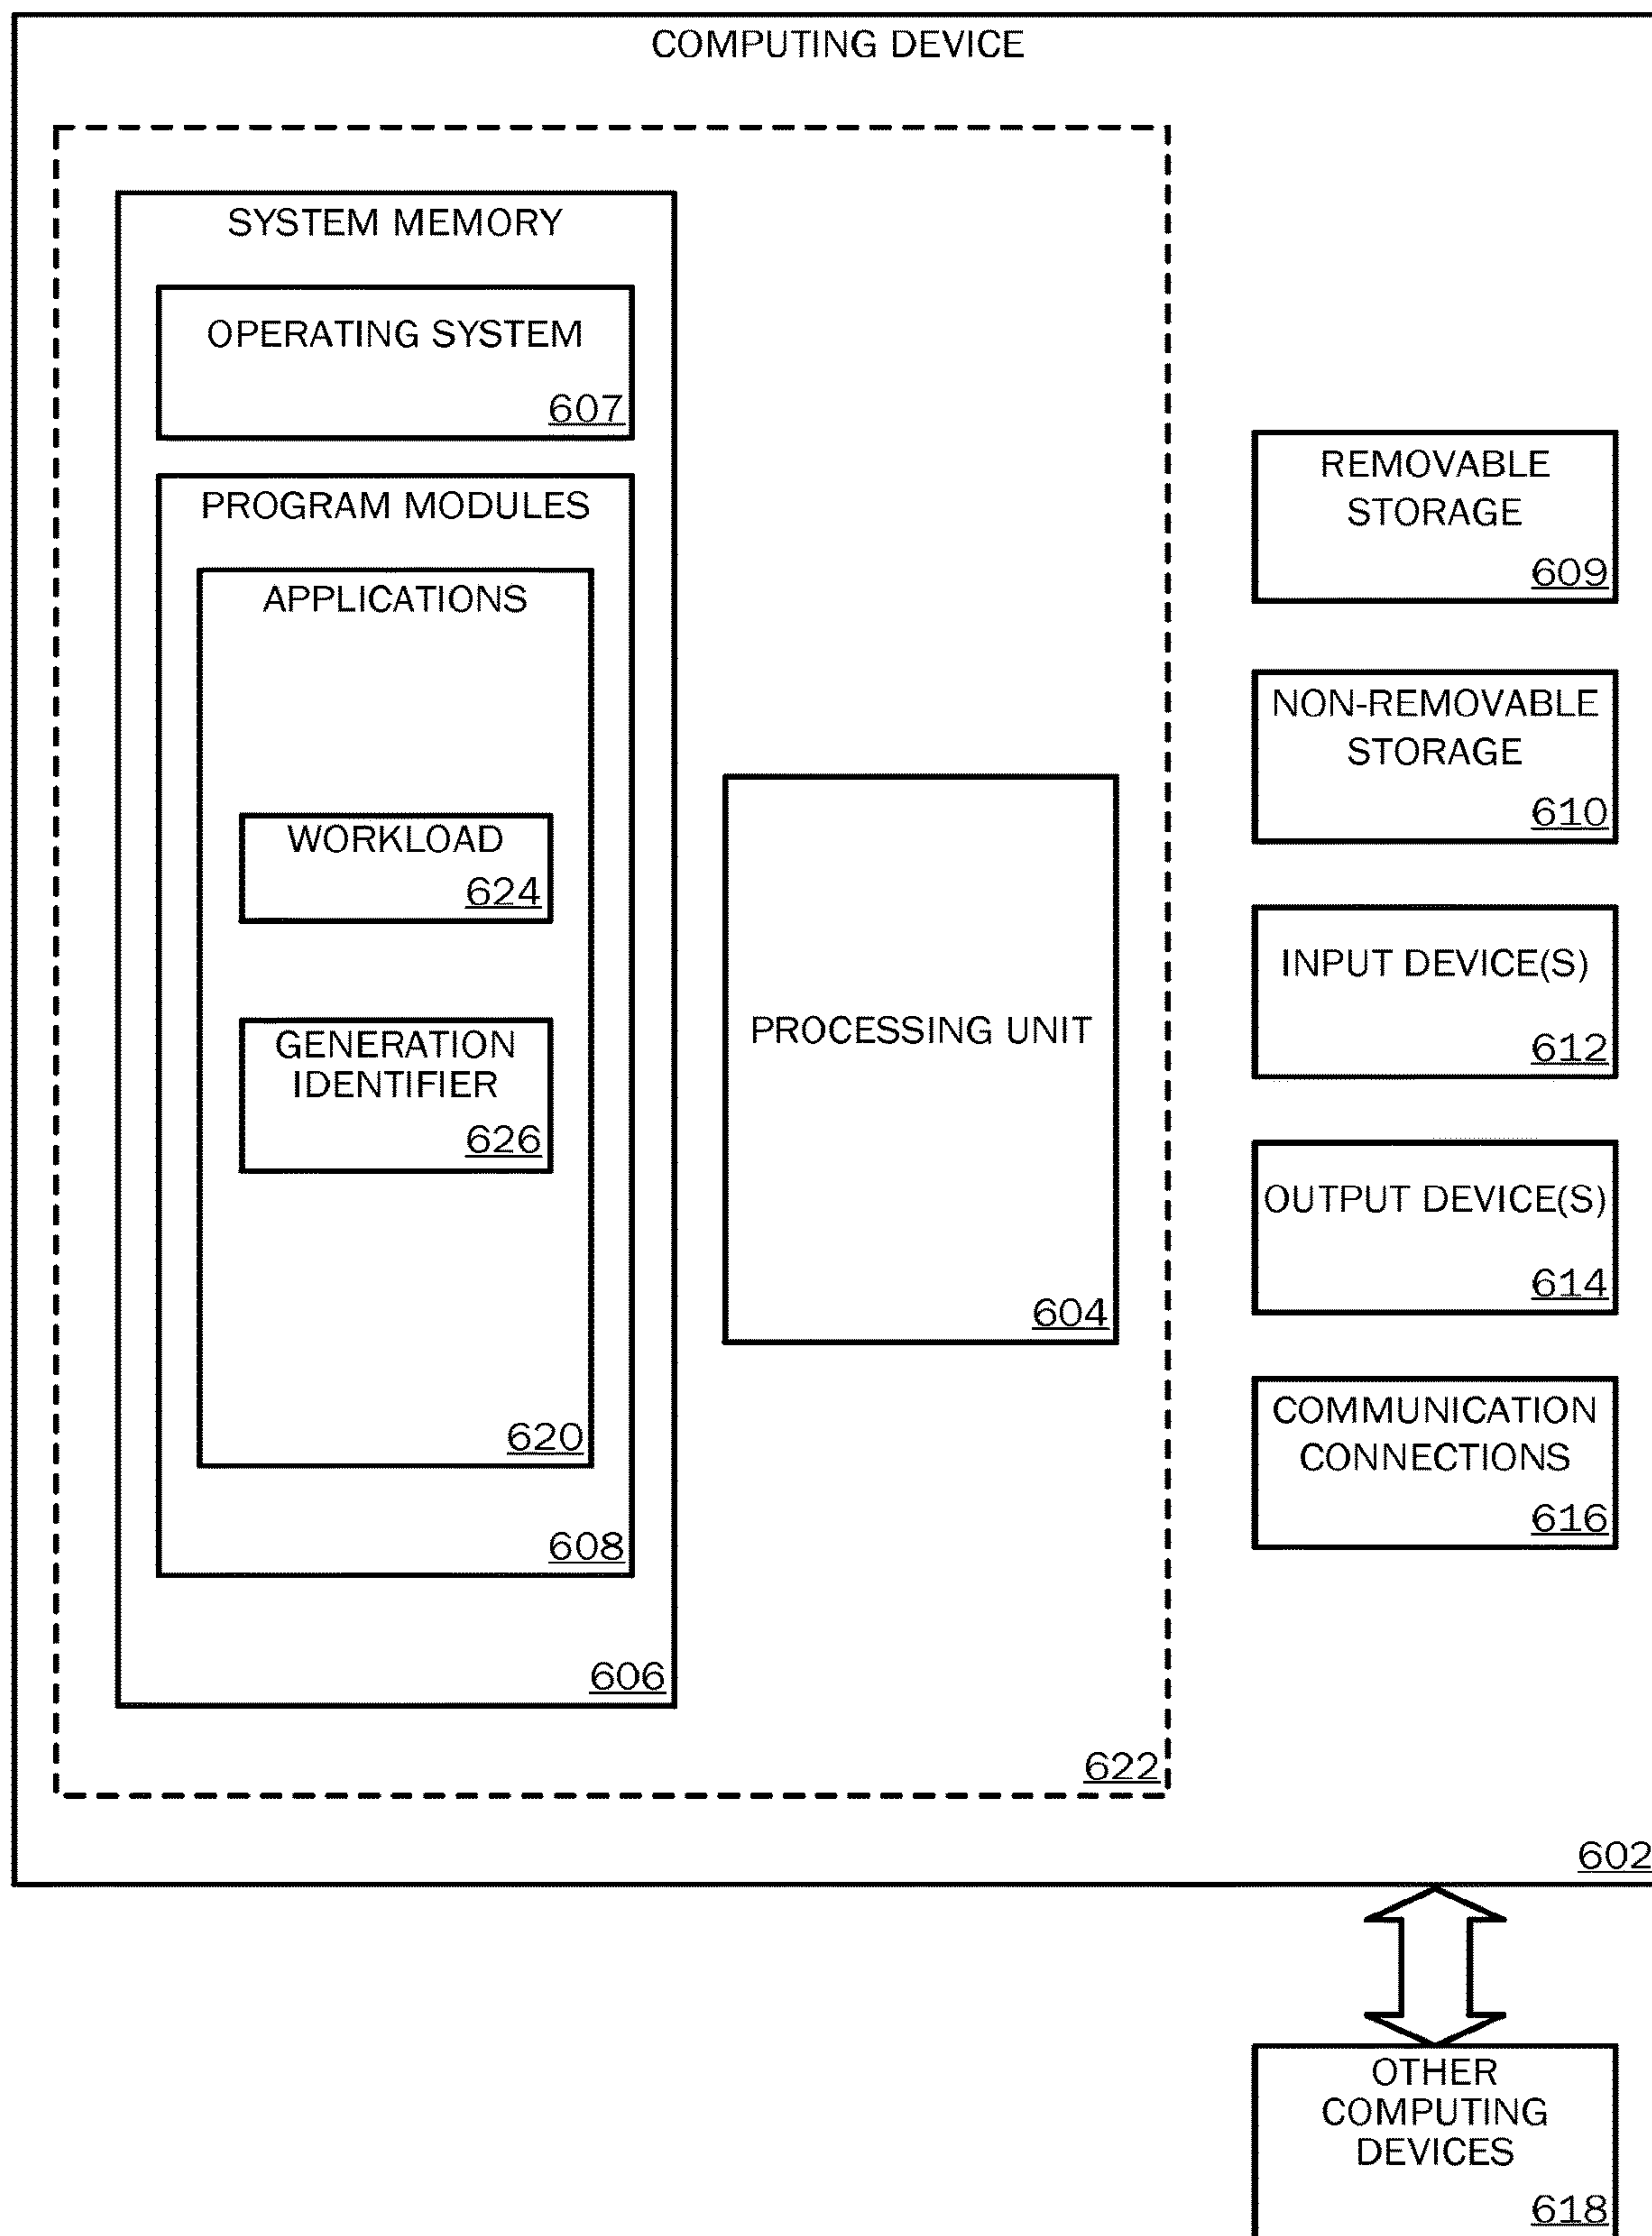 COMPUTING DEVICE
SYSTEM MEMORY
OPERATING SYSTEM
607
PROGRAM MODULES
APPLICATIONS
WORKLOAD
624
GENERATION
IDENTIFIER
626
620
608
606
PROCESSING UNIT
604
622
REMOVABLE
STORAGE
609
NON-REMOVABLE
STORAGE
610
INPUT DEVICE(S)
612
OUTPUT DEVICE(S)
614
COMMUNICATION
CONNECTIONS
616
602
OTHER
COMPUTING
DEVICES
618